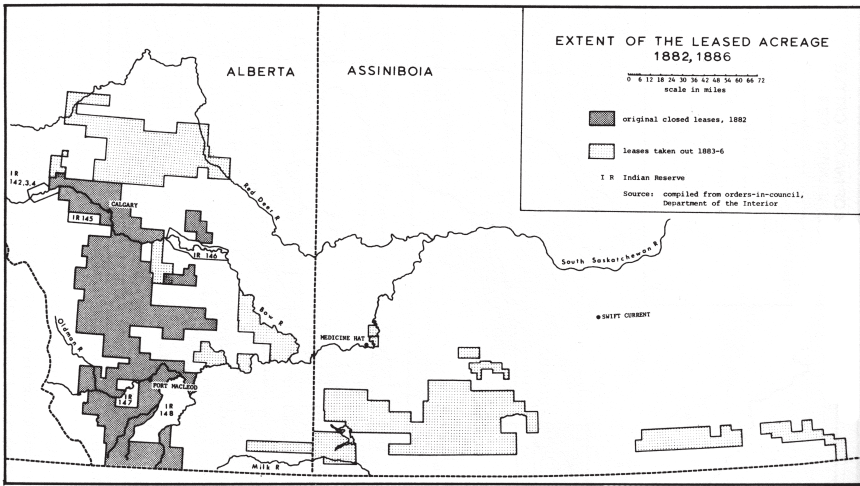 EXTENT OF THE LEASED ACREAGE
1882, 1886
0 6 12 18 24 30 36 42 48 54 60 66 72
scale in miles
original closed leases, 1882
leases taken out 1883-6
I R Indian Reserve
Source: compiled from orders-in-council,
Department of the Interior
ALBERTA
ASSINIBOIA
I R
142,3,4
CALGARY
IR 145
Red Deer R
IR 146
South Saskatchewan R
Bow R
SWIFT CURRENT
MEDICINE HAT
Oldman R
FORT MACLEOD
I R
147
I R
148
Milk R